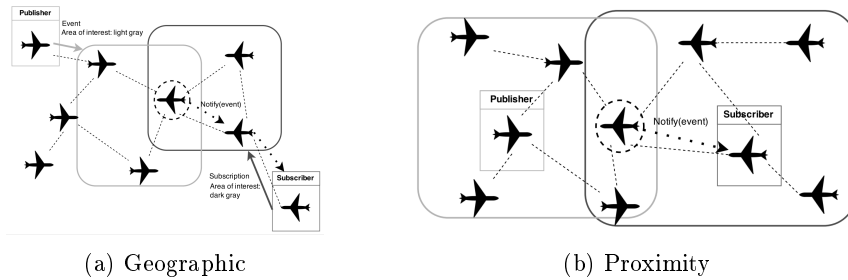 Publisher
Event
Area of interest: light gray
Notify(event)
Subscription
Area of interest:
dark gray
Subscriber
(a) Geographic
Publisher
Notify(event)
Subscriber
(b) Proximity